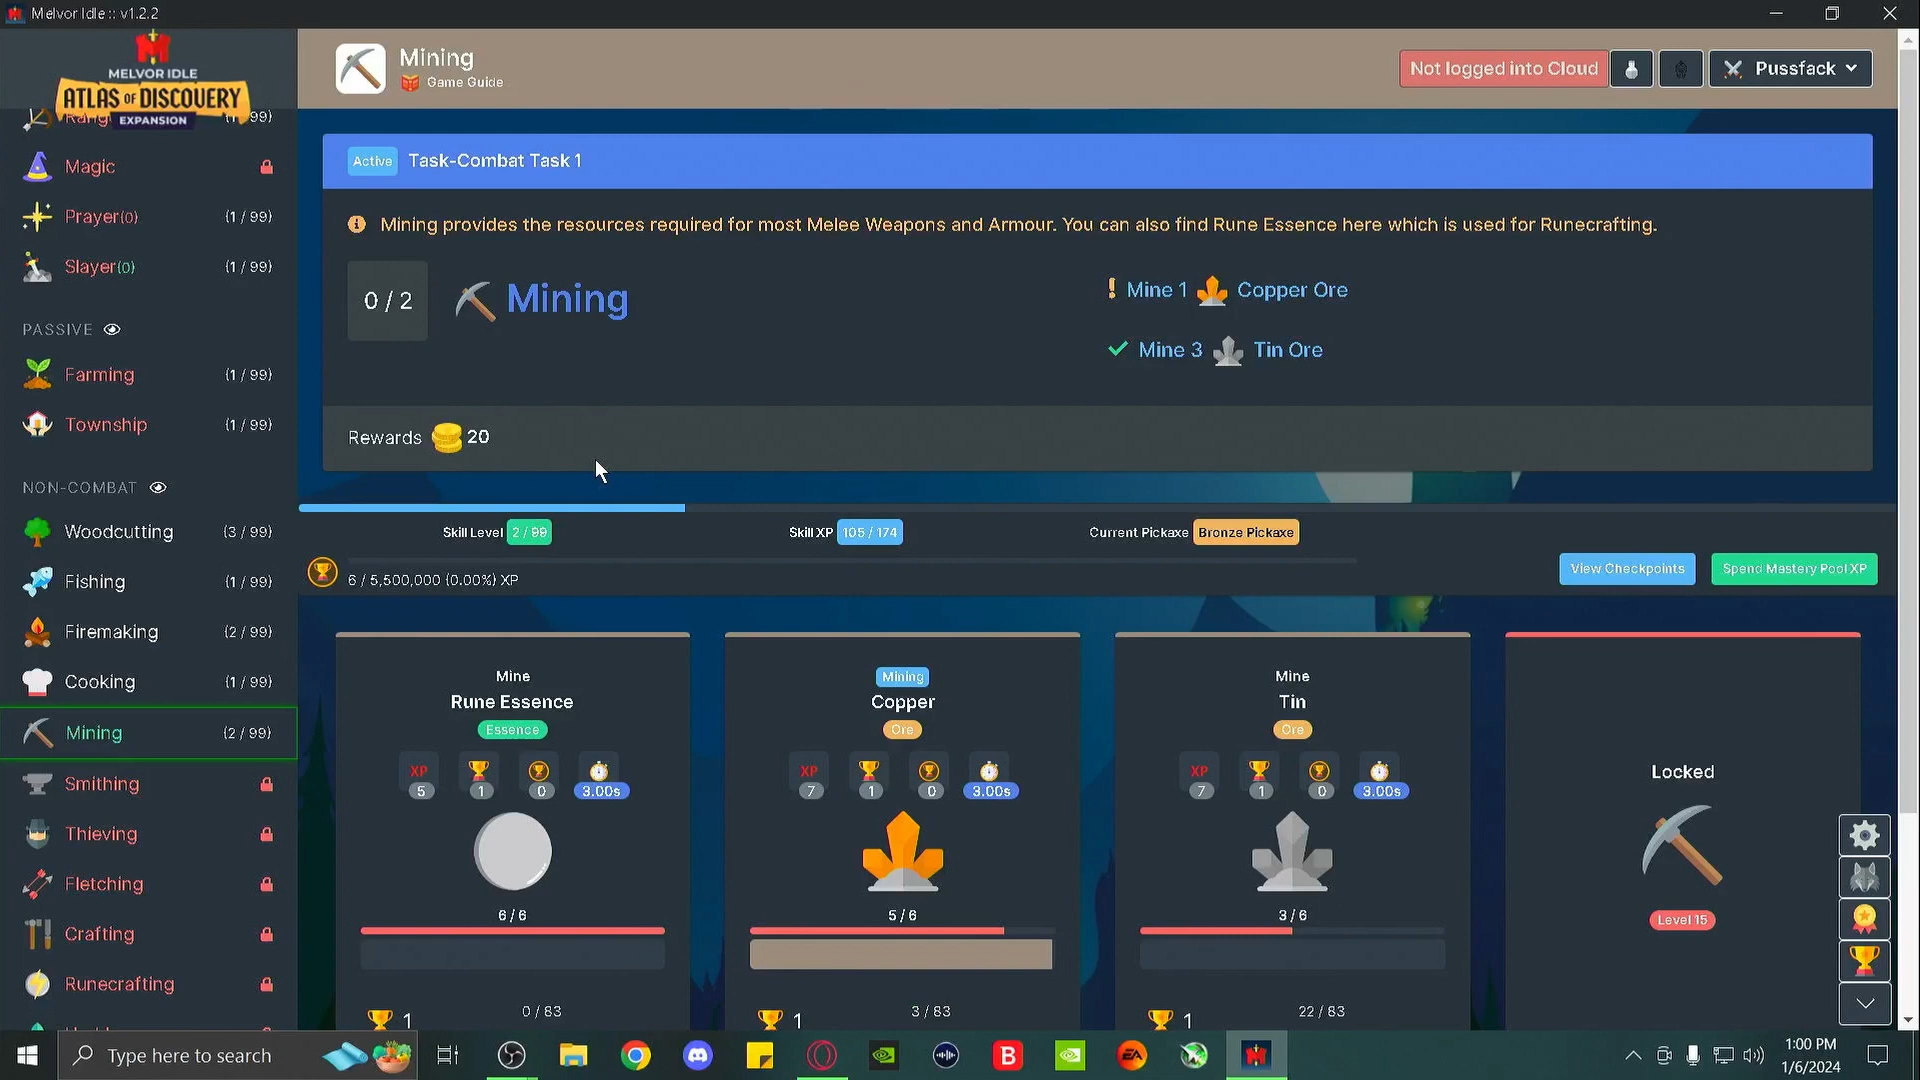 Melvor Idle :: v1.2.2
MELVOR IDLE
ATLAS OF DISCOVERY
EXPANSION
Magic
Prayer(0) (1 / 99)
Slayer(0) (1 / 99)
PASSIVE
Farming (1 / 99)
Township (1 / 99)
NON-COMBAT
Woodcutting (3 / 99)
Fishing (1 / 99)
Firemaking (2 / 99)
Cooking (1 / 99)
Mining (2 / 99)
Smithing
Thieving
Fletching
Crafting
Runecrafting
Mining
Game Guide
Not logged into Cloud
Pussfack
Active Task-Combat Task 1
Mining provides the resources required for most Melee Weapons and Armour. You can also find Rune Essence here which is used for Runecrafting.
0 / 2 Mining
Mine 1 Copper Ore
Mine 3 Tin Ore
Rewards 20
Skill Level 2 / 99 Skill XP 105 / 174 Current Pickaxe Bronze Pickaxe
6 / 5,500,000 (0.00%) XP
View Checkpoints Spend Mastery Pool XP
Mine
Rune Essence
Essence
XP
5 1 0 3.00s
6 / 6
1 0 / 83
Mining
Copper
Ore
XP
7 1 0 3.00s
5 / 6
1 3 / 83
Mine
Tin
Ore
XP
7 1 0 3.00s
3 / 6
1 22 / 83
Locked
Level 15
Type here to search
B
EA
1:00 PM
1/6/2024